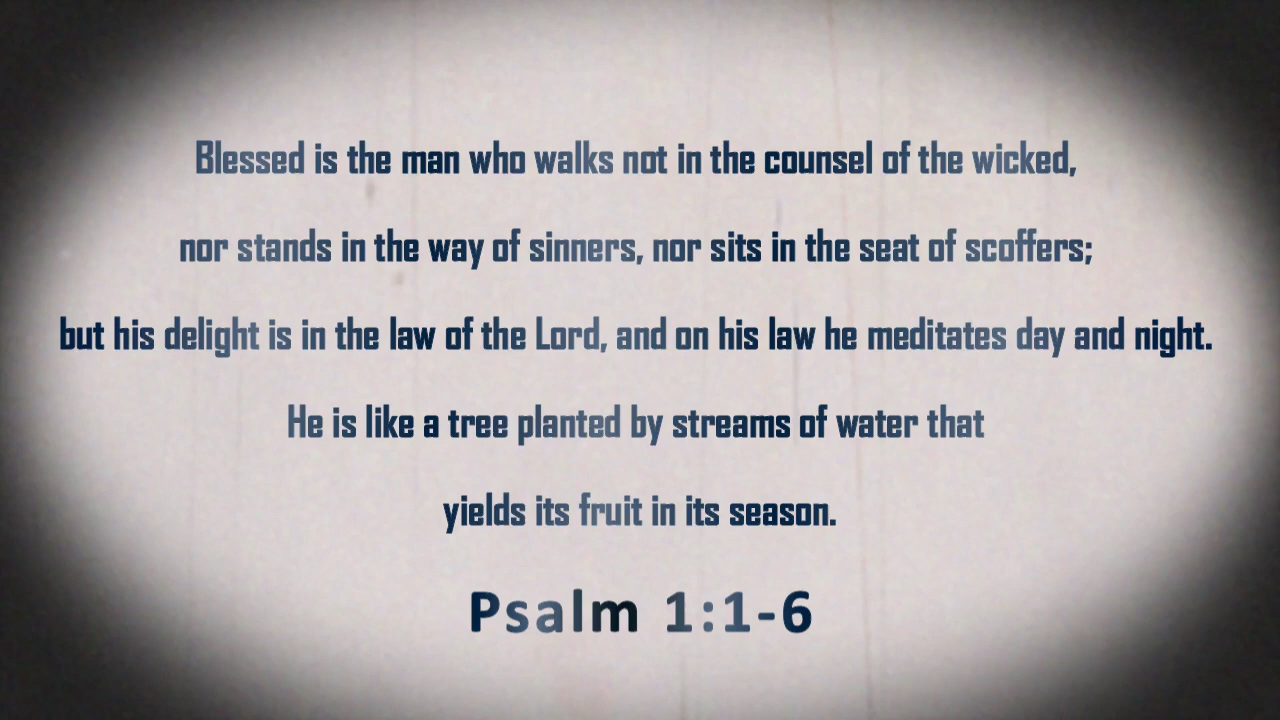 Blessed is the man who walks not in the counsel of the wicked,
nor stands in the way of sinners, nor sits in the seat of scoffers;
but his delight is in the law of the Lord, and on his law he meditates day and night.
He is like a tree planted by streams of water that
yields its fruit in its season.
Psalm 1:1-6